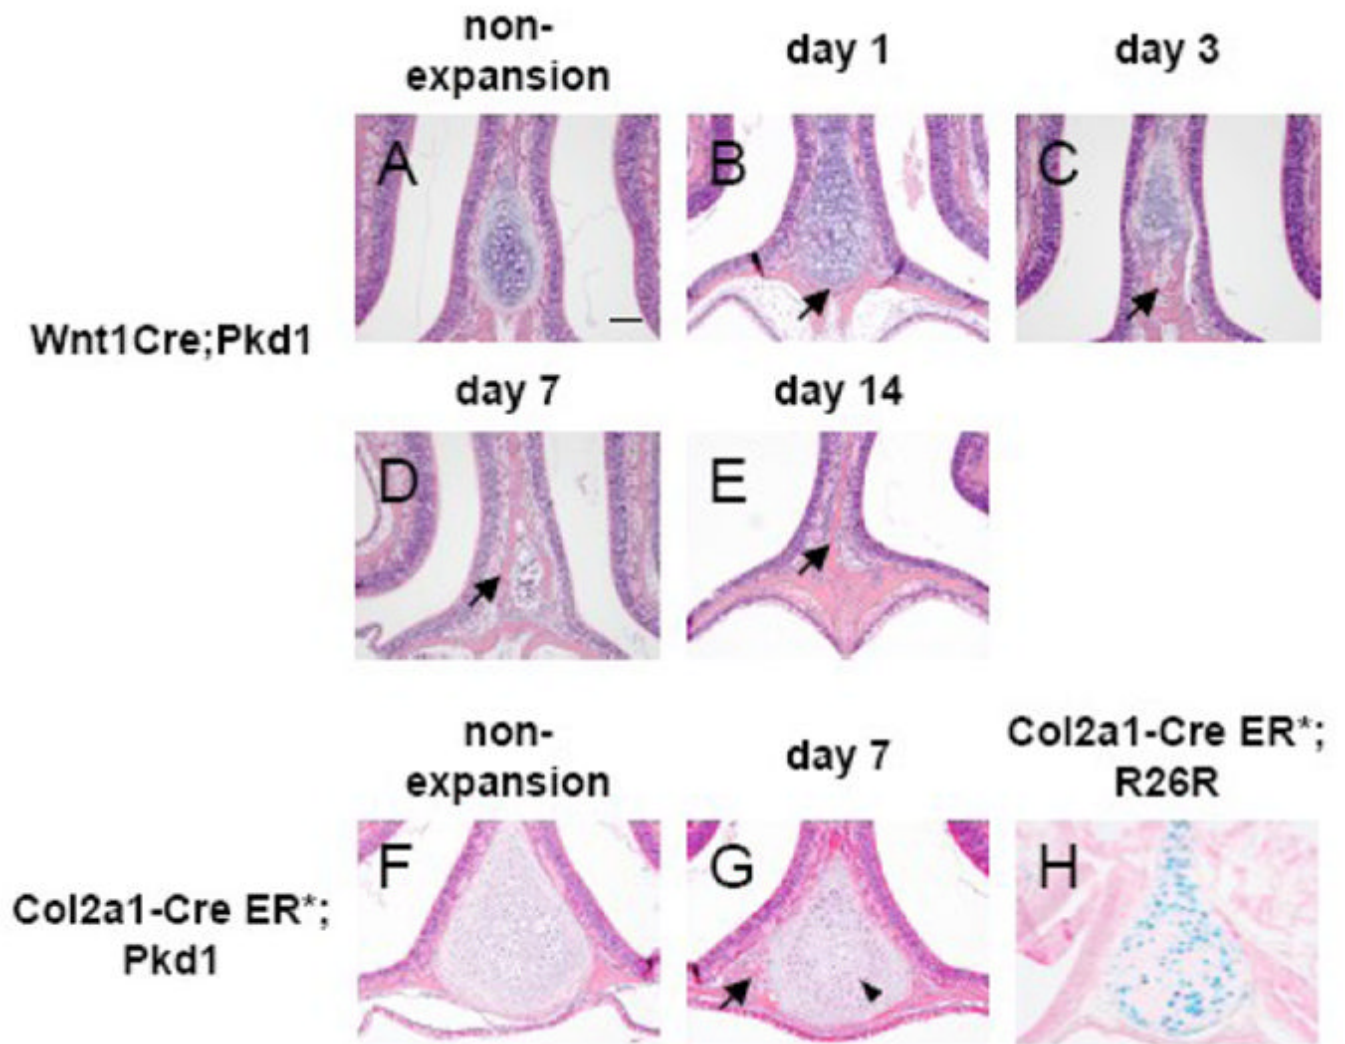 non-
expansion
day 1
day 3
A
B
C
Wnt1Cre;Pkd1
day 7
day 14
D
E
non-
expansion
day 7
Col2a1-Cre ER*;
R26R
F
G
H
Col2a1-Cre ER*;
Pkd1